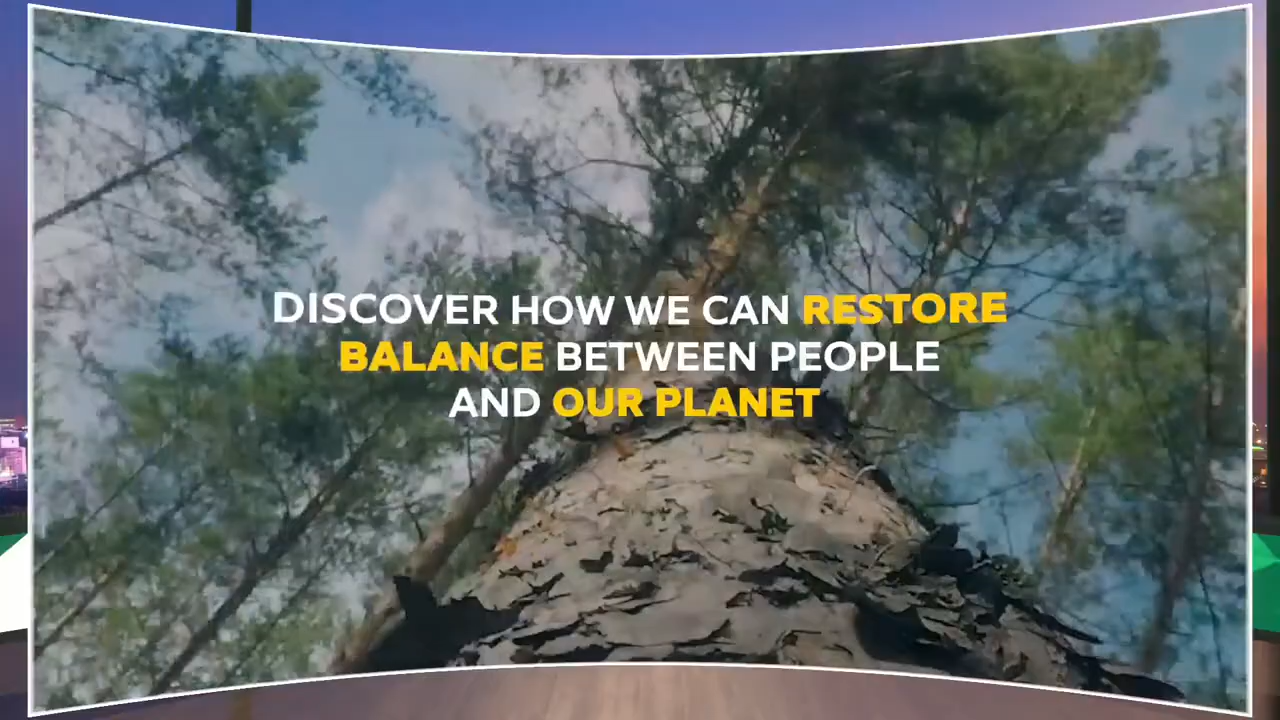 DISCOVER HOW WE CAN RESTORE
BALANCE BETWEEN PEOPLE
AND OUR PLANET